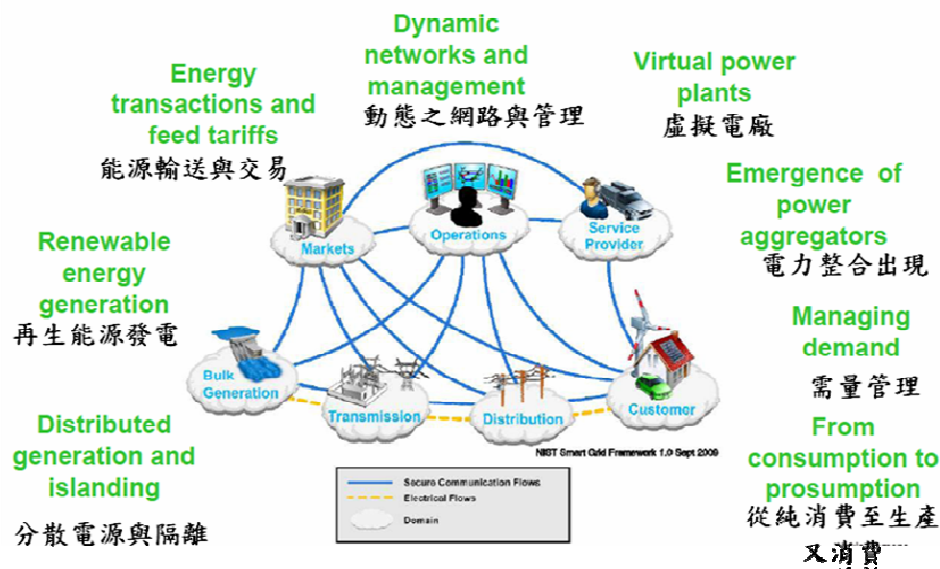 Dynamic
networks and
management
動態之網路與管理
Energy
transactions and
feed tariffs
能源輸送與交易
Virtual power
plants
虛擬電廠
Emergence of
power
aggregators
電力整合出現
Renewable
energy
generation
再生能源發電
Managing
demand
需量管理
Distributed
generation and
islanding
分散電源與隔離
From
consumption to
prosumption
從純消費至生產
又消費
Markets
Operations
Service
Provider
Bulk
Generation
Transmission
Distribution
Customer
NIST Smart Grid Framework 1.0 Sept 2009
Secure Communication Flows
Electrical Flows
Domain